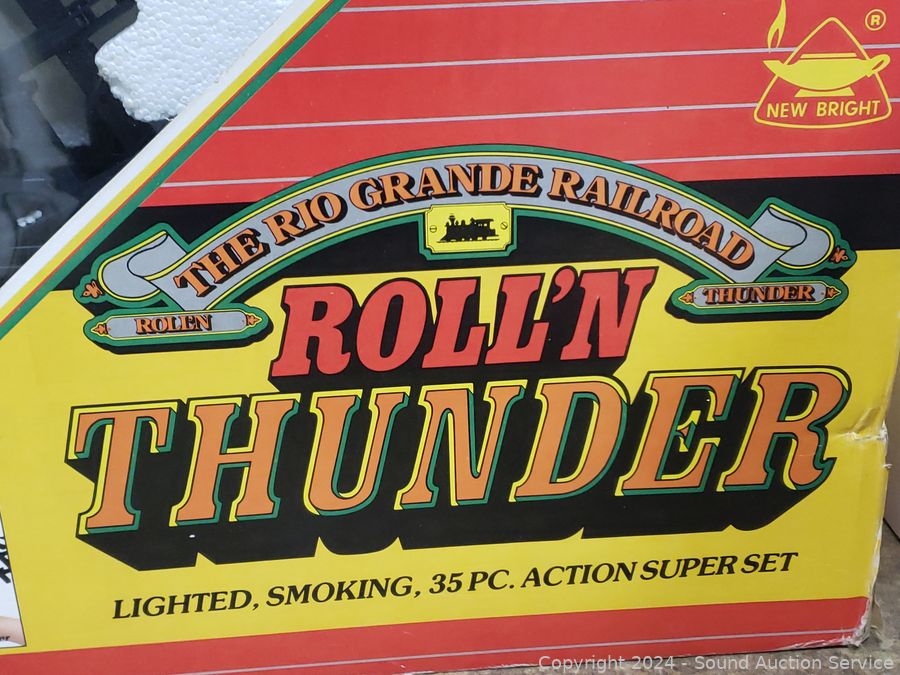 ®
NEW BRIGHT
THE RIO GRANDE RAILROAD
ROLEN
THUNDER
ROLL'N
THUNDER
LIGHTED, SMOKING, 35 PC. ACTION SUPER SET
Copyright 2024 - Sound Auction Service